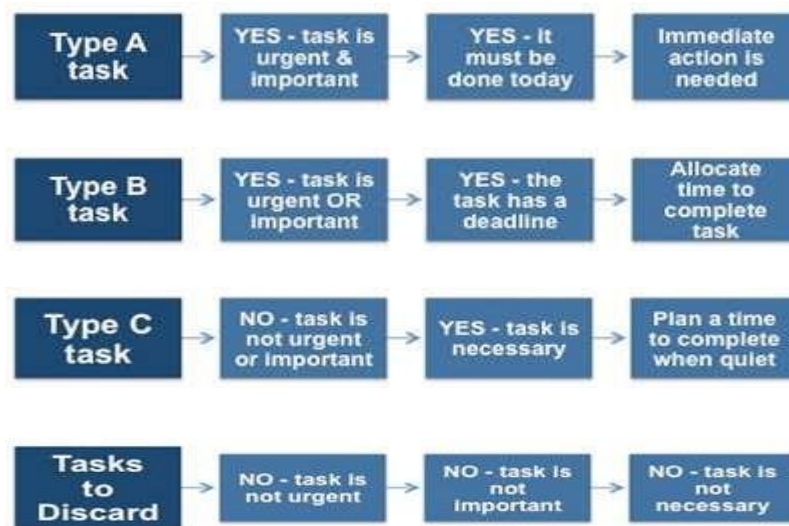 Type A
task
YES - task is
urgent &
important
YES - it
must be
done today
Immediate
action is
needed
Type B
task
YES - task is
urgent OR
important
YES - the
task has a
deadline
Allocate
time to
complete
task
Type C
task
NO - task is
not urgent
or important
YES - task is
necessary
Plan a time
to complete
when quiet
Tasks
to
Discard
NO - task is
not urgent
NO - task is
not
important
NO - task is
not
necessary